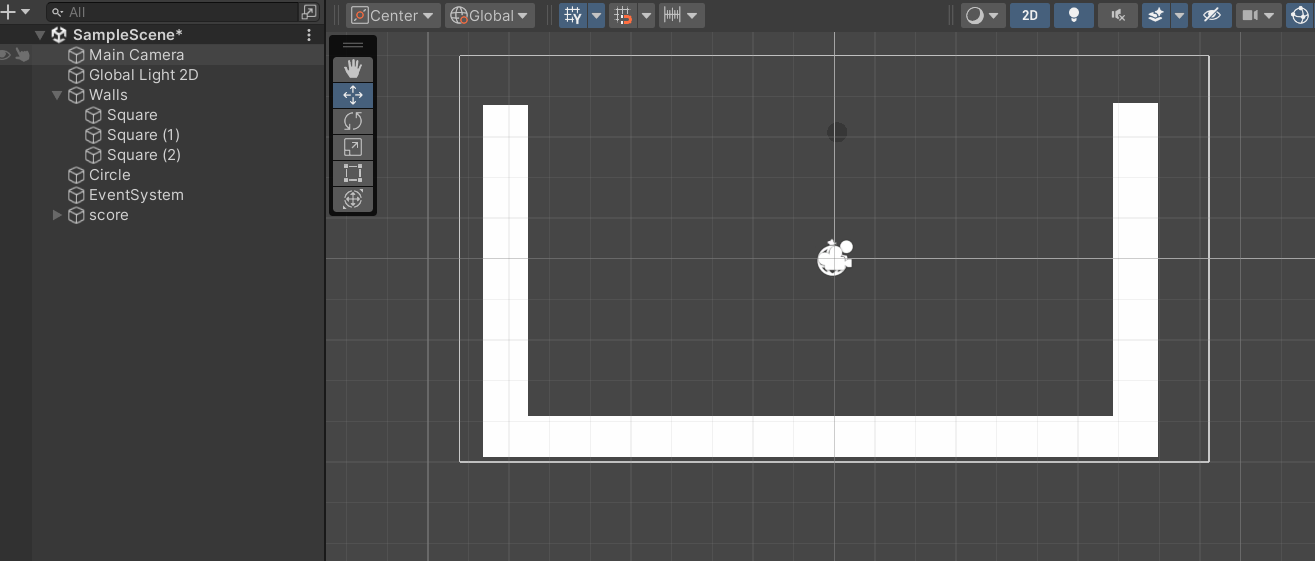 All
SampleScene*
Main Camera
Global Light 2D
Walls
Square
Square (1)
Square (2)
Circle
EventSystem
score
Center
Global
2D